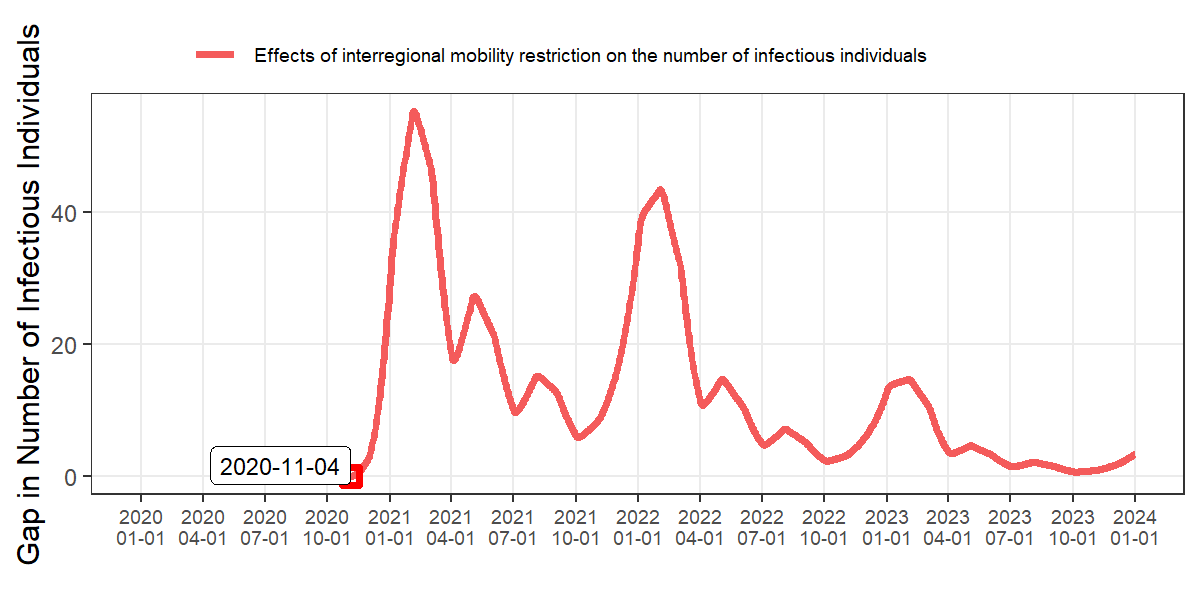 Effects of interregional mobility restriction on the number of infectious individuals
Gap in Number of Infectious Individuals
40
20
0
2020-11-04
2020 2020 2020 2020 2021 2021 2021 2021 2022 2022 2022 2022 2023 2023 2023 2023 2024
01-01 04-01 07-01 10-01 01-01 04-01 07-01 10-01 01-01 04-01 07-01 10-01 01-01 04-01 07-01 10-01 01-01